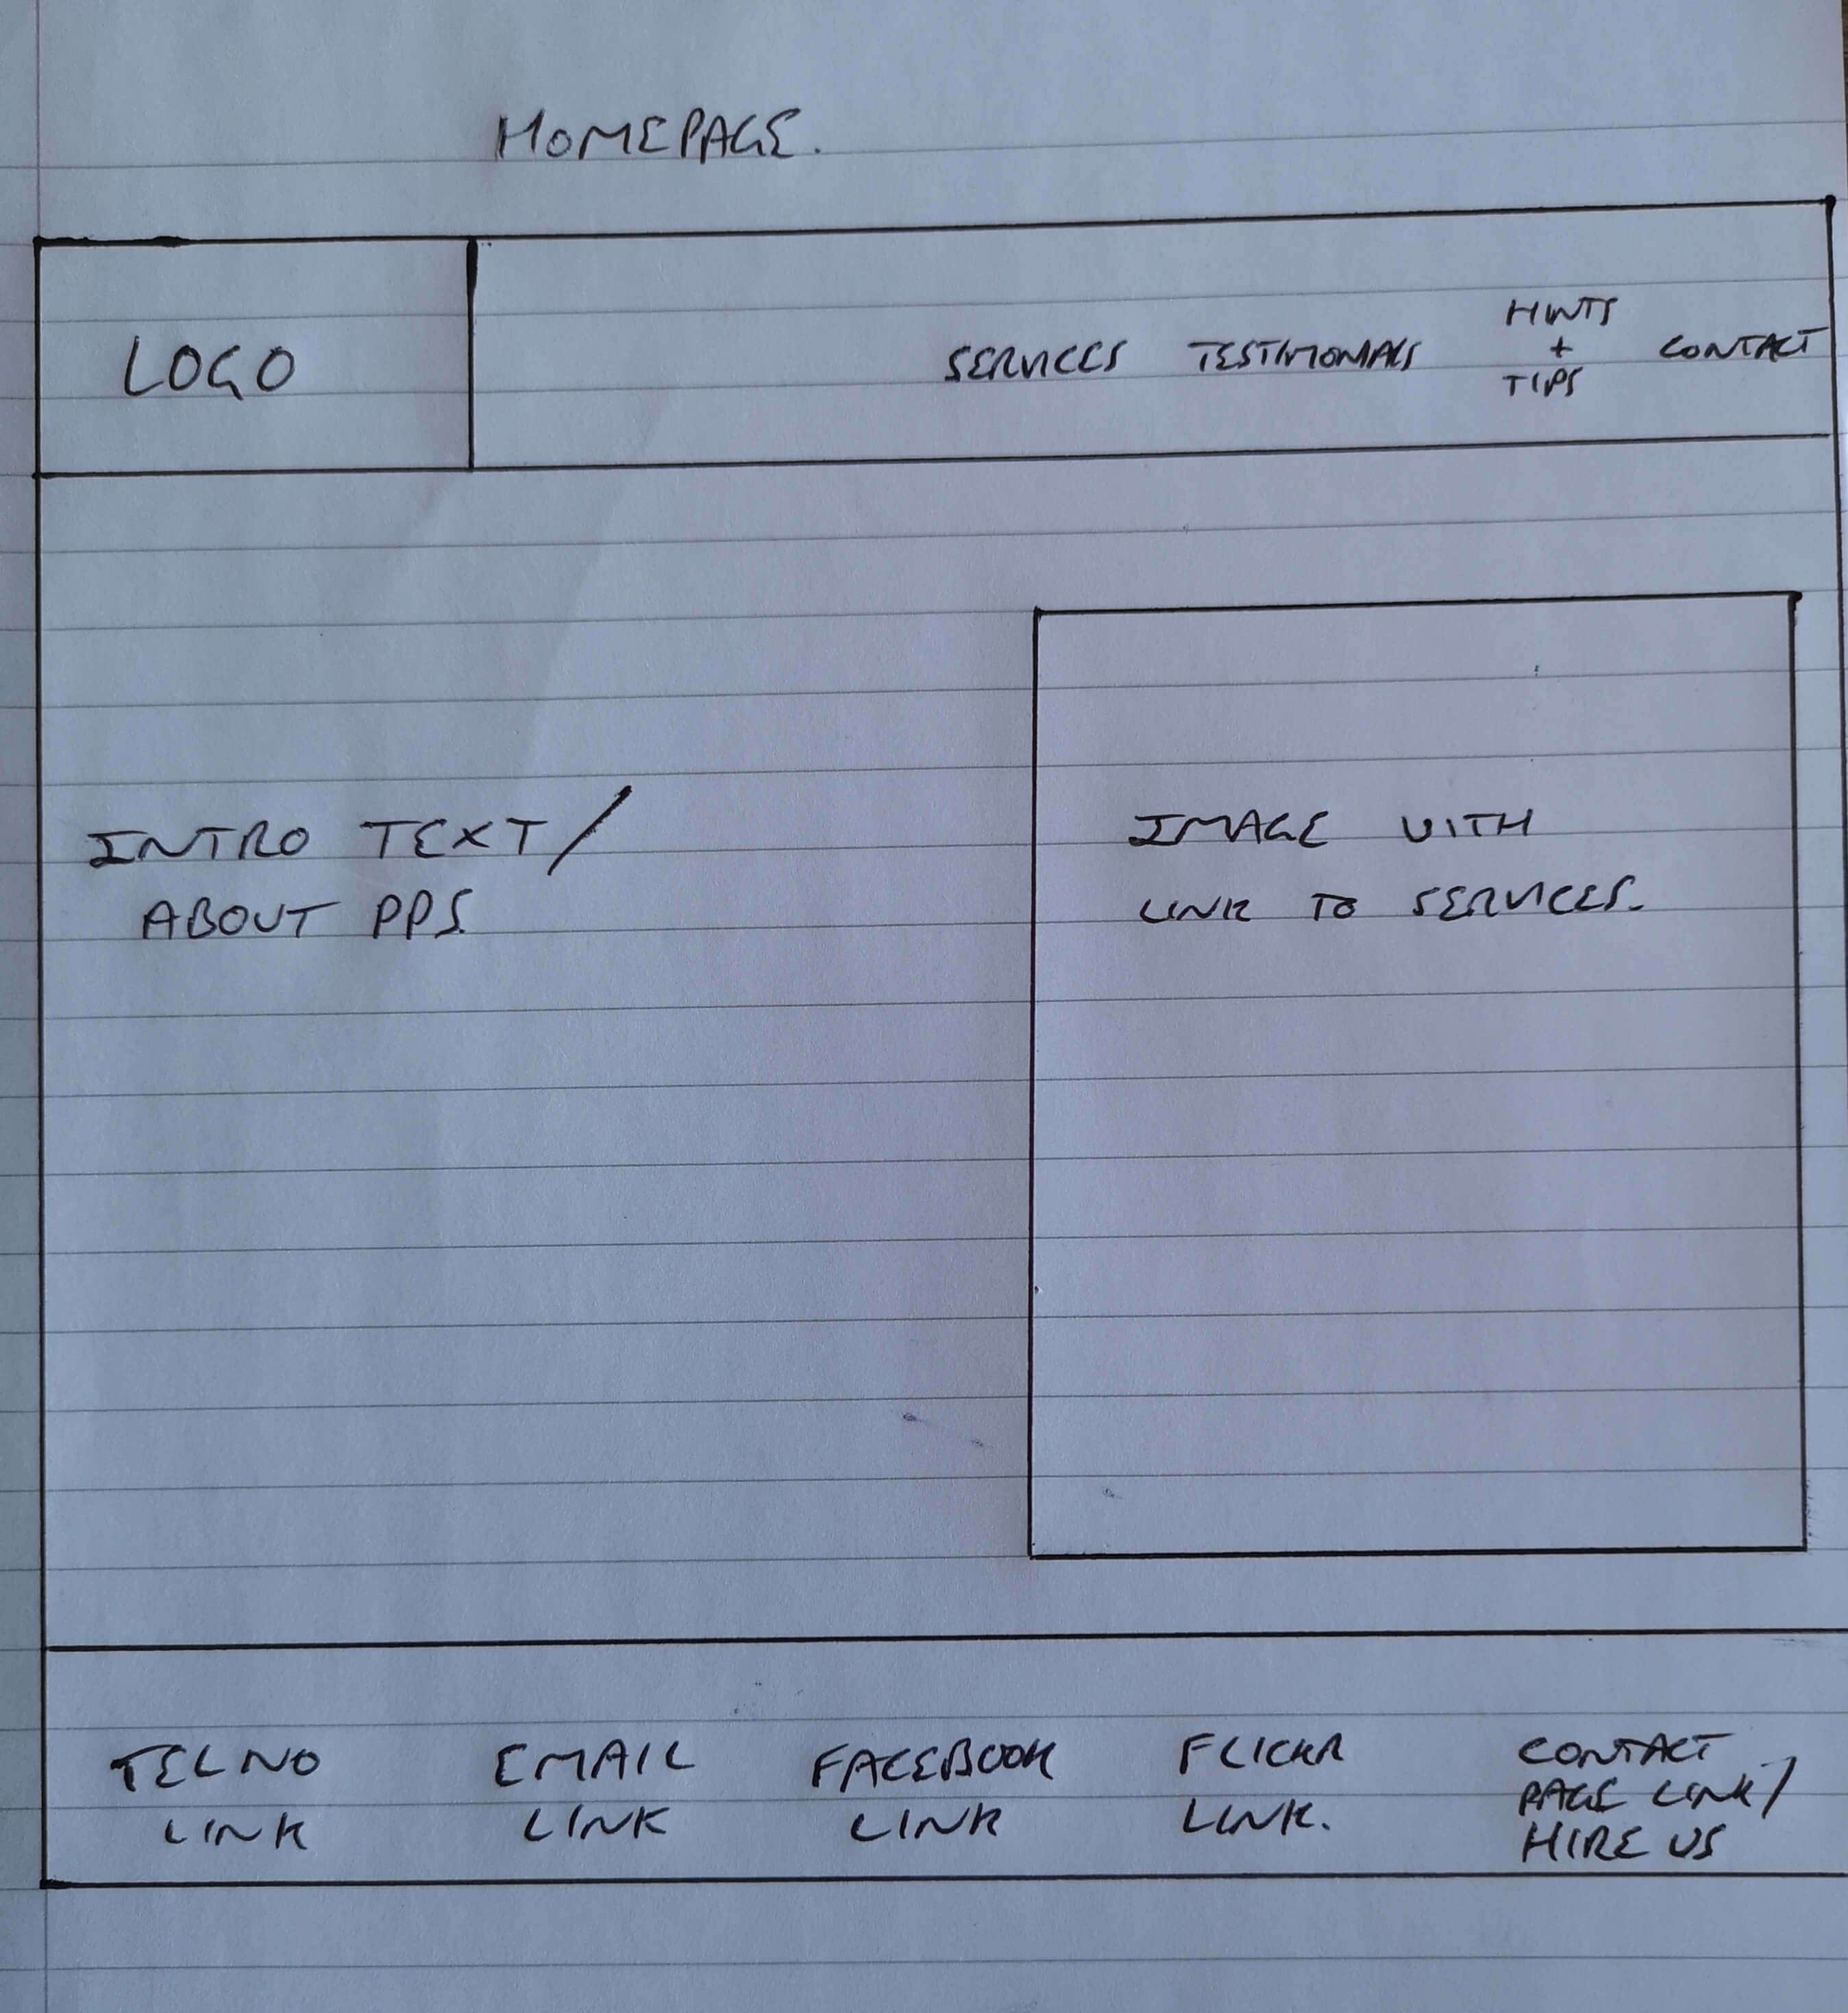 HOMEPAGE.
LOGO
SERVICES TESTIMONIALS HINTS + TIPS CONTACT
INTRO TEXT/
ABOUT PPS.
IMAGE WITH
LINK TO SERVICES.
TEL NO
LINK
EMAIL
LINK
FACEBOOK
LINK
FLICKR
LINK.
CONTACT
PAGE LINK/
HIRE US